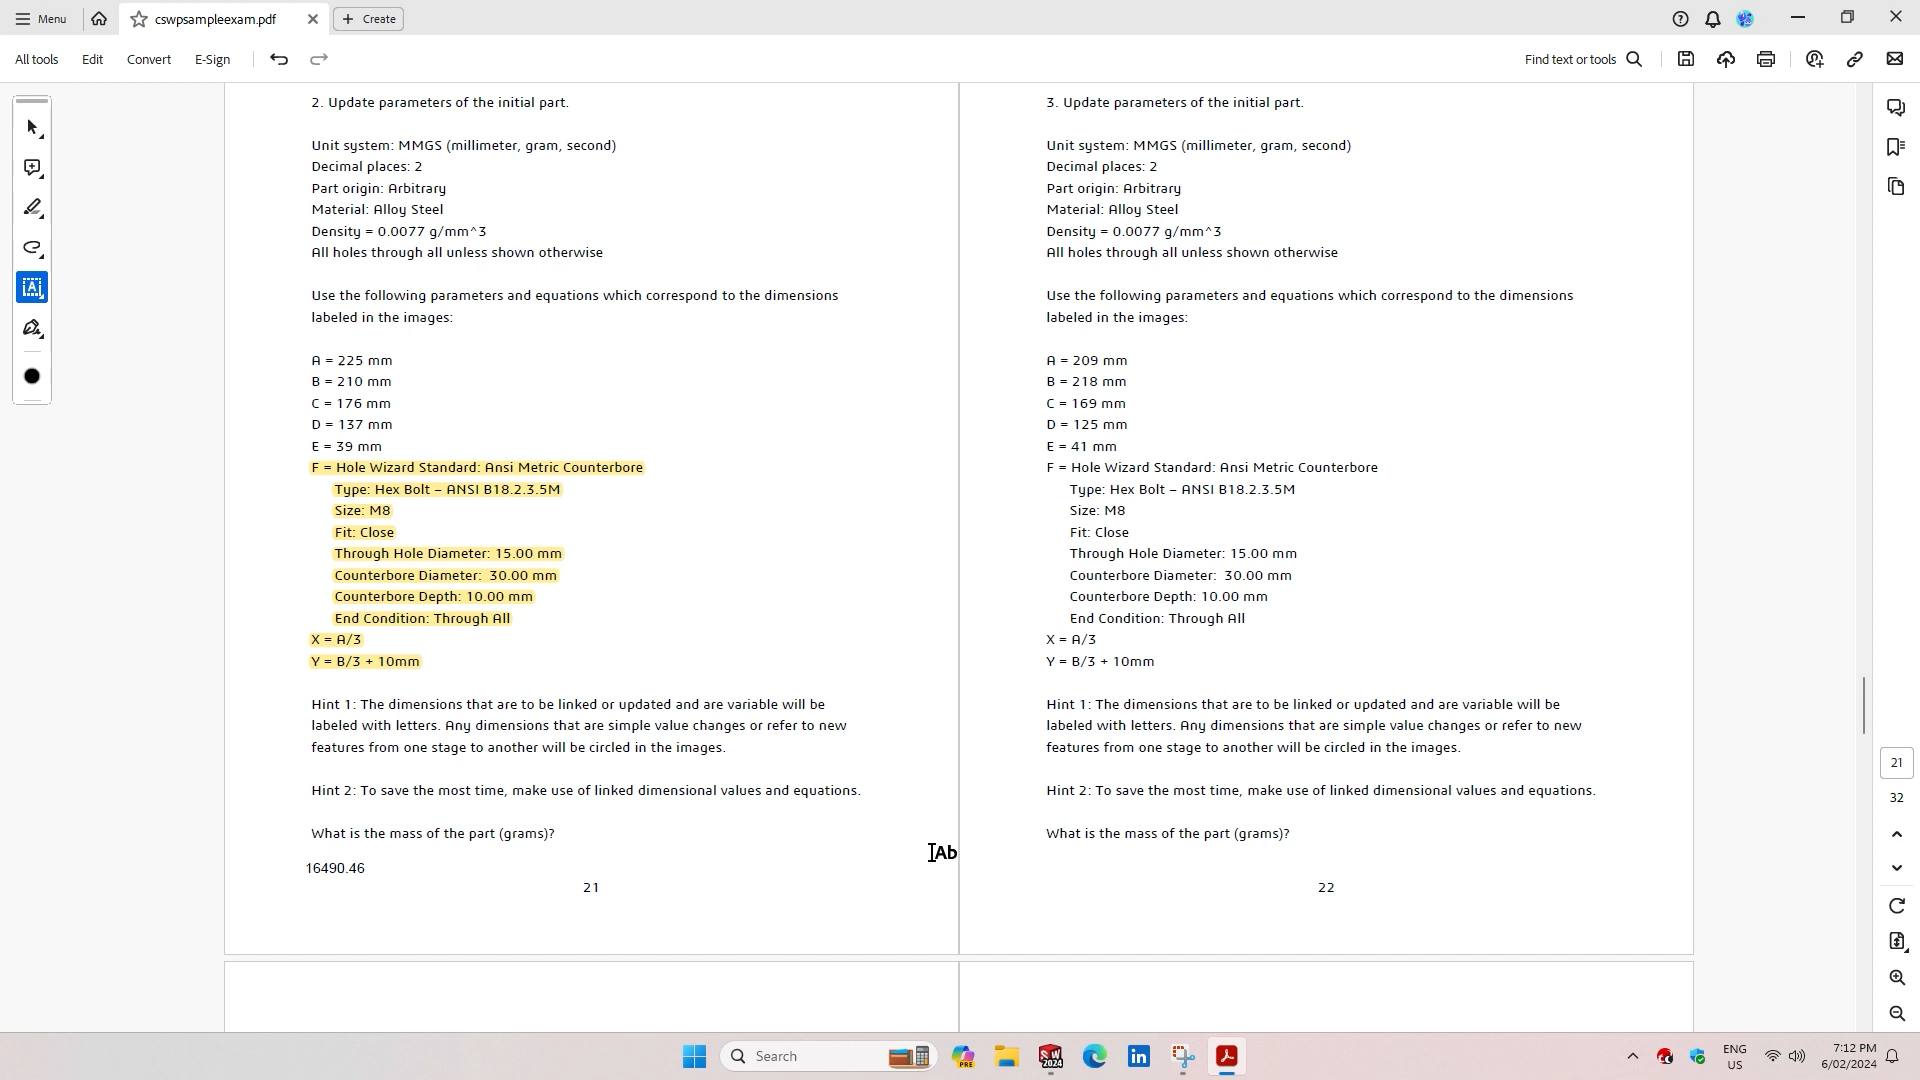 Menu
cswpsampleexam.pdf
Create
All tools
Edit
Convert
E-Sign
Find text or tools
2. Update parameters of the initial part.
Unit system: MMGS (millimeter, gram, second)
Decimal places: 2
Part origin: Arbitrary
Material: Alloy Steel
Density = 0.0077 g/mm^3
All holes through all unless shown otherwise
Use the following parameters and equations which correspond to the dimensions
labeled in the images:
A = 225 mm
B = 210 mm
C = 176 mm
D = 137 mm
E = 39 mm
F = Hole Wizard Standard: Ansi Metric Counterbore
Type: Hex Bolt – ANSI B18.2.3.5M
Size: M8
Fit: Close
Through Hole Diameter: 15.00 mm
Counterbore Diameter:  30.00 mm
Counterbore Depth: 10.00 mm
End Condition: Through All
X = A/3
Y = B/3 + 10mm
Hint 1: The dimensions that are to be linked or updated and are variable will be
labeled with letters. Any dimensions that are simple value changes or refer to new
features from one stage to another will be circled in the images.
Hint 2: To save the most time, make use of linked dimensional values and equations.
What is the mass of the part (grams)?
16490.46
21
3. Update parameters of the initial part.
Unit system: MMGS (millimeter, gram, second)
Decimal places: 2
Part origin: Arbitrary
Material: Alloy Steel
Density = 0.0077 g/mm^3
All holes through all unless shown otherwise
Use the following parameters and equations which correspond to the dimensions
labeled in the images:
A = 209 mm
B = 218 mm
C = 169 mm
D = 125 mm
E = 41 mm
F = Hole Wizard Standard: Ansi Metric Counterbore
Type: Hex Bolt – ANSI B18.2.3.5M
Size: M8
Fit: Close
Through Hole Diameter: 15.00 mm
Counterbore Diameter:  30.00 mm
Counterbore Depth: 10.00 mm
End Condition: Through All
X = A/3
Y = B/3 + 10mm
Hint 1: The dimensions that are to be linked or updated and are variable will be
labeled with letters. Any dimensions that are simple value changes or refer to new
features from one stage to another will be circled in the images.
Hint 2: To save the most time, make use of linked dimensional values and equations.
What is the mass of the part (grams)?
22
Ab
21
32
Search
PRE
SW
2024
in
ENG
US
7:12 PM
6/02/2024